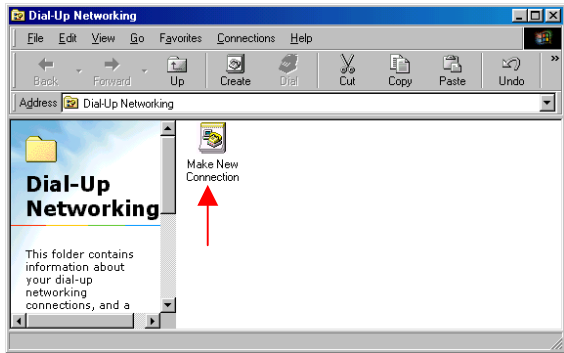 Dial-Up Networking
File Edit View Go Favorites Connections Help
Back Forward Up Create Dial Cut Copy Paste Undo »
Address Dial-Up Networking
Make New
Connection
Dial-Up
Networking
This folder contains
information about
your dial-up
networking
connections, and a